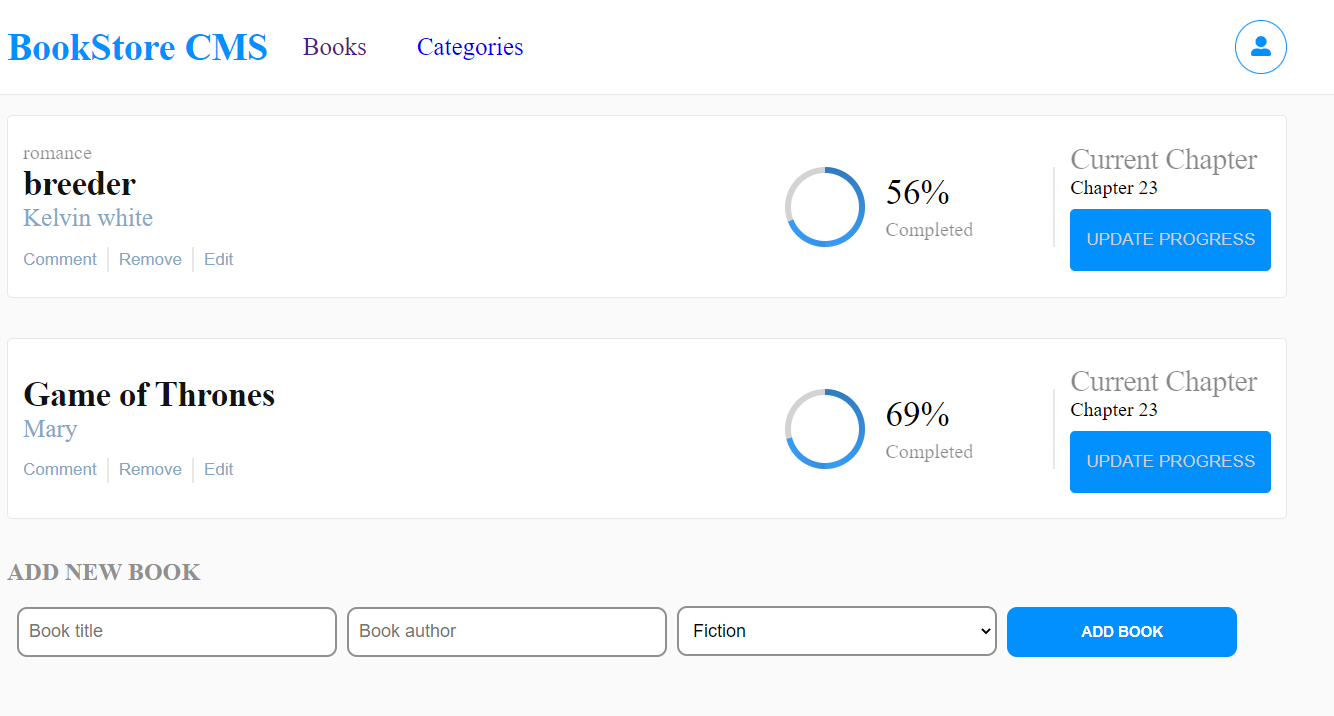 BookStore CMS Books Categories
romance
breeder
Kelvin white
Comment Remove Edit
56%
Completed
Current Chapter
Chapter 23
UPDATE PROGRESS
Game of Thrones
Mary
Comment Remove Edit
69%
Completed
Current Chapter
Chapter 23
UPDATE PROGRESS
ADD NEW BOOK
Book title Book author Fiction ADD BOOK